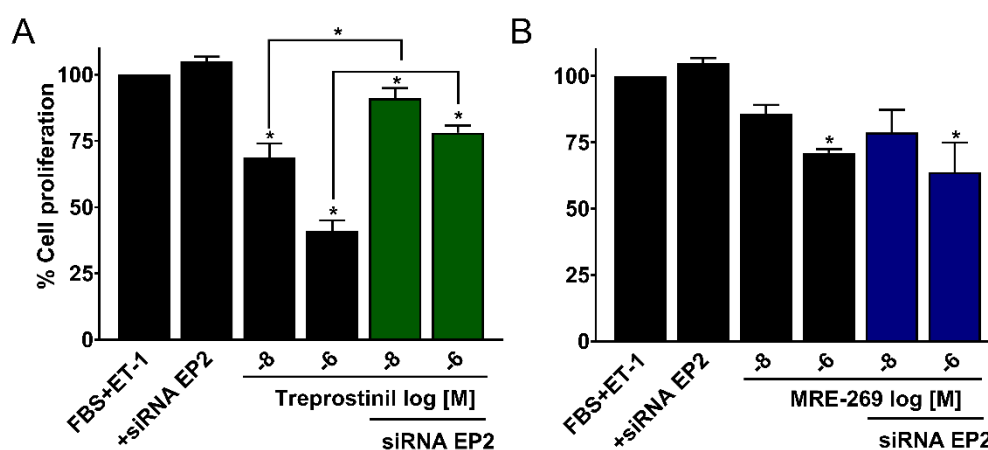 A
B
% Cell proliferation
100
75
50
25
0
*
*
*
*
*
FBS+ET-1
+siRNA EP2
-8
-6
-8
-6
Treprostinil log [M]
siRNA EP2
100
75
50
25
0
*
*
FBS+ET-1
+siRNA EP2
-8
-6
-8
-6
MRE-269 log [M]
siRNA EP2